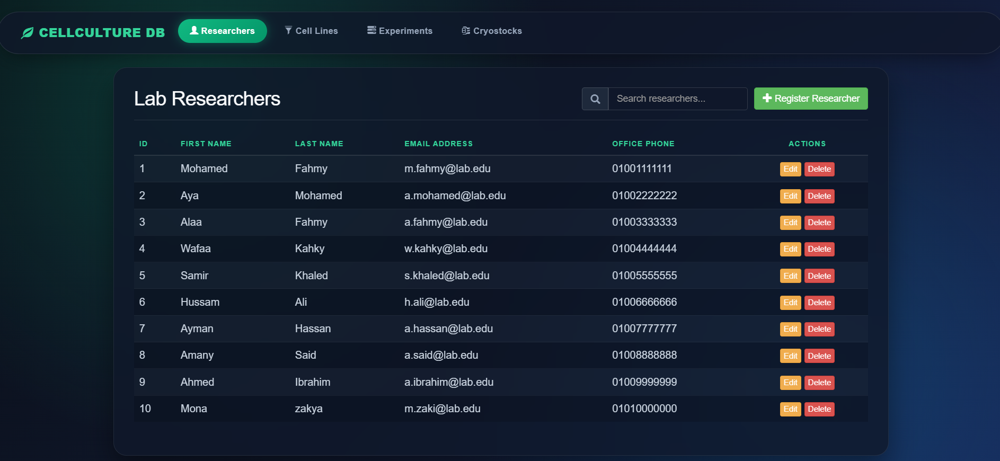 CELLCULTURE DB Researchers Cell Lines Experiments Cryostocks
Lab Researchers Search researchers... Register Researcher
ID FIRST NAME LAST NAME EMAIL ADDRESS OFFICE PHONE ACTIONS
1 Mohamed Fahmy m.fahmy@lab.edu 01001111111 Edit Delete
2 Aya Mohamed a.mohamed@lab.edu 01002222222 Edit Delete
3 Alaa Fahmy a.fahmy@lab.edu 01003333333 Edit Delete
4 Wafaa Kahky w.kahky@lab.edu 01004444444 Edit Delete
5 Samir Khaled s.khaled@lab.edu 01005555555 Edit Delete
6 Hussam Ali h.ali@lab.edu 01006666666 Edit Delete
7 Ayman Hassan a.hassan@lab.edu 01007777777 Edit Delete
8 Amany Said a.said@lab.edu 01008888888 Edit Delete
9 Ahmed Ibrahim a.ibrahim@lab.edu 01009999999 Edit Delete
10 Mona zakya m.zaki@lab.edu 01010000000 Edit Delete